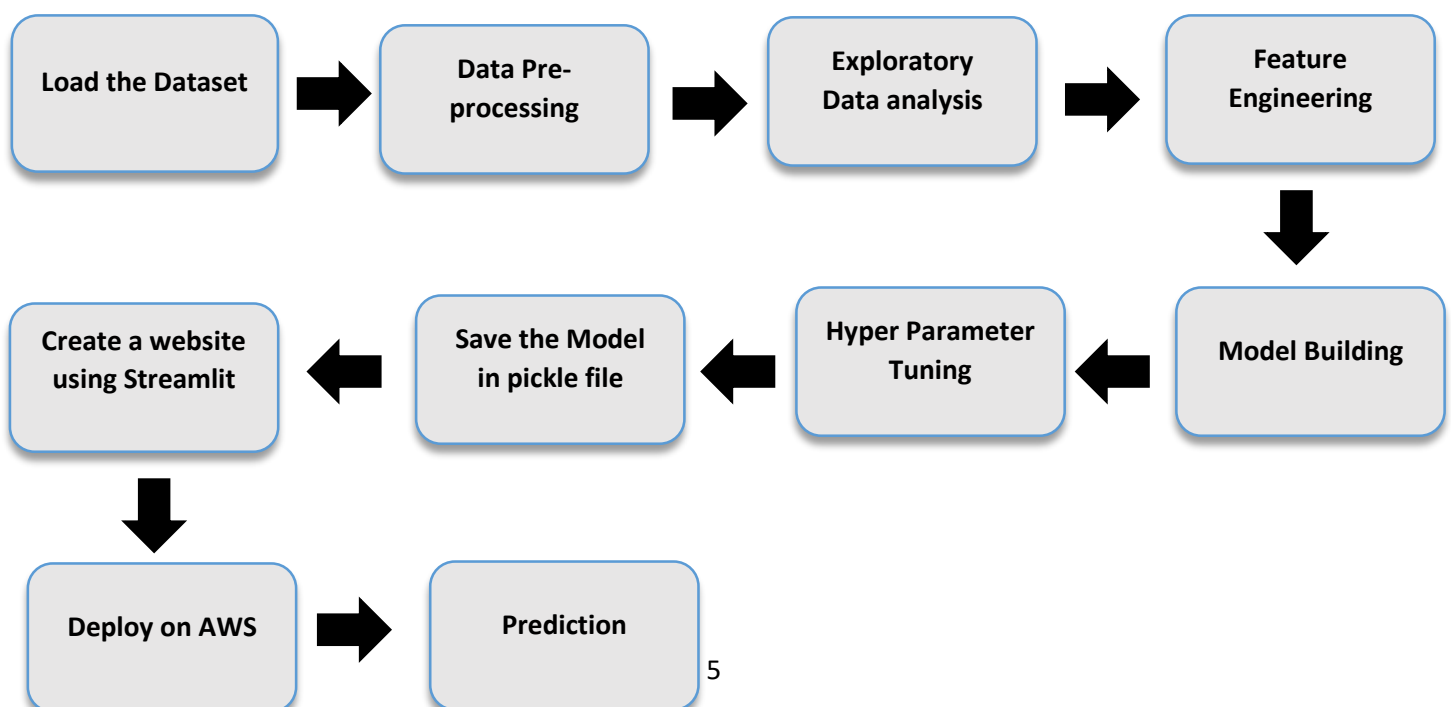 Load the Dataset
Data Pre-
processing
Exploratory
Data analysis
Feature
Engineering
Model Building
Hyper Parameter
Tuning
Save the Model
in pickle file
Create a website
using Streamlit
Deploy on AWS
Prediction
5